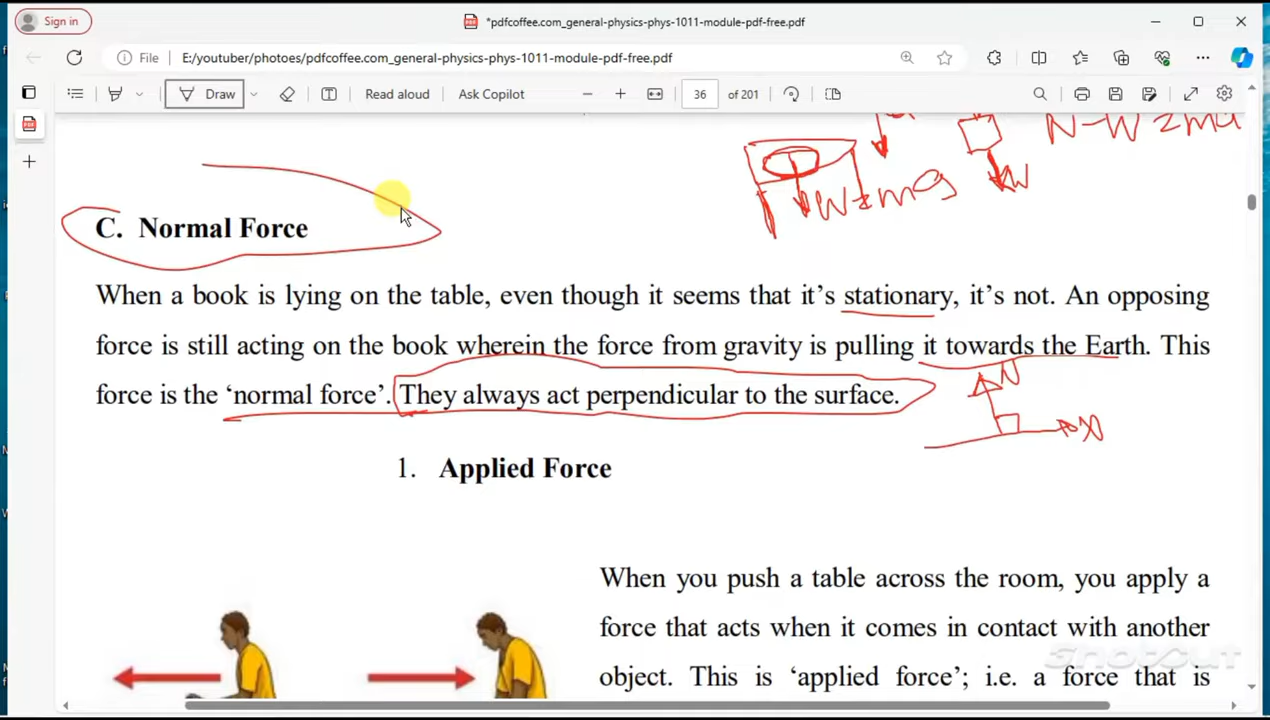 Sign in
*pdfcoffee.com_general-physics-phys-1011-module-pdf-free.pdf
File E:/youtuber/photoes/pdfcoffee.com_general-physics-phys-1011-module-pdf-free.pdf
Draw Read aloud Ask Copilot 36 of 201
N-W=ma
W
W=mg
C. Normal Force
When a book is lying on the table, even though it seems that it’s stationary, it’s not. An opposing
force is still acting on the book wherein the force from gravity is pulling it towards the Earth. This
force is the ‘normal force’. They always act perpendicular to the surface.
N
X
1. Applied Force
When you push a table across the room, you apply a
force that acts when it comes in contact with another
object. This is ‘applied force’; i.e. a force that is
Shotcut